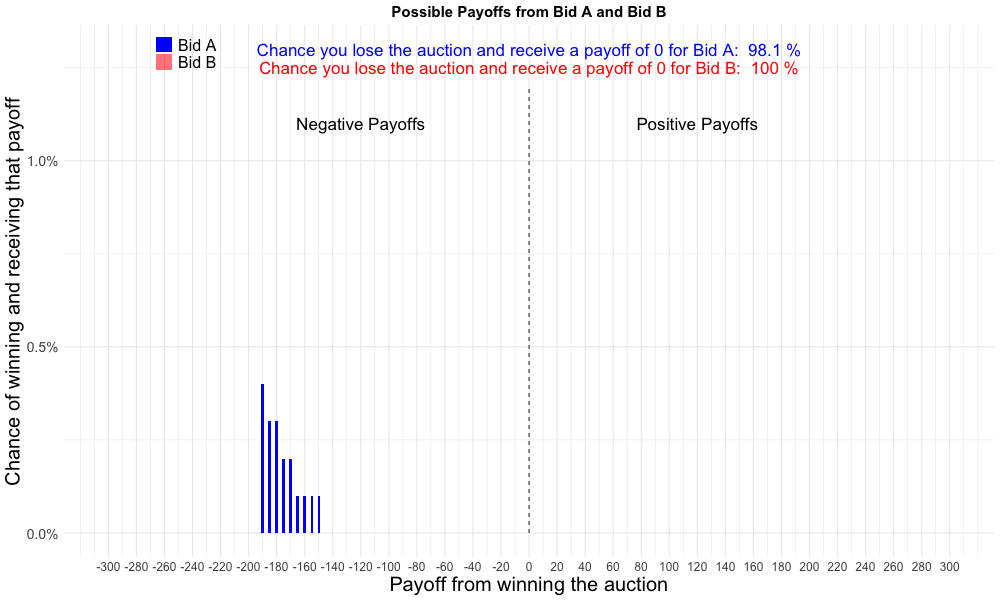 Possible Payoffs from Bid A and Bid B
Bid A
Bid B
Chance you lose the auction and receive a payoff of 0 for Bid A:  98.1 %
Chance you lose the auction and receive a payoff of 0 for Bid B:  100 %
Negative Payoffs
Positive Payoffs
Chance of winning and receiving that payoff
1.0%
0.5%
0.0%
-300 -280 -260 -240 -220 -200 -180 -160 -140 -120 -100 -80 -60 -40 -20 0 20 40 60 80 100 120 140 160 180 200 220 240 260 280 300
Payoff from winning the auction